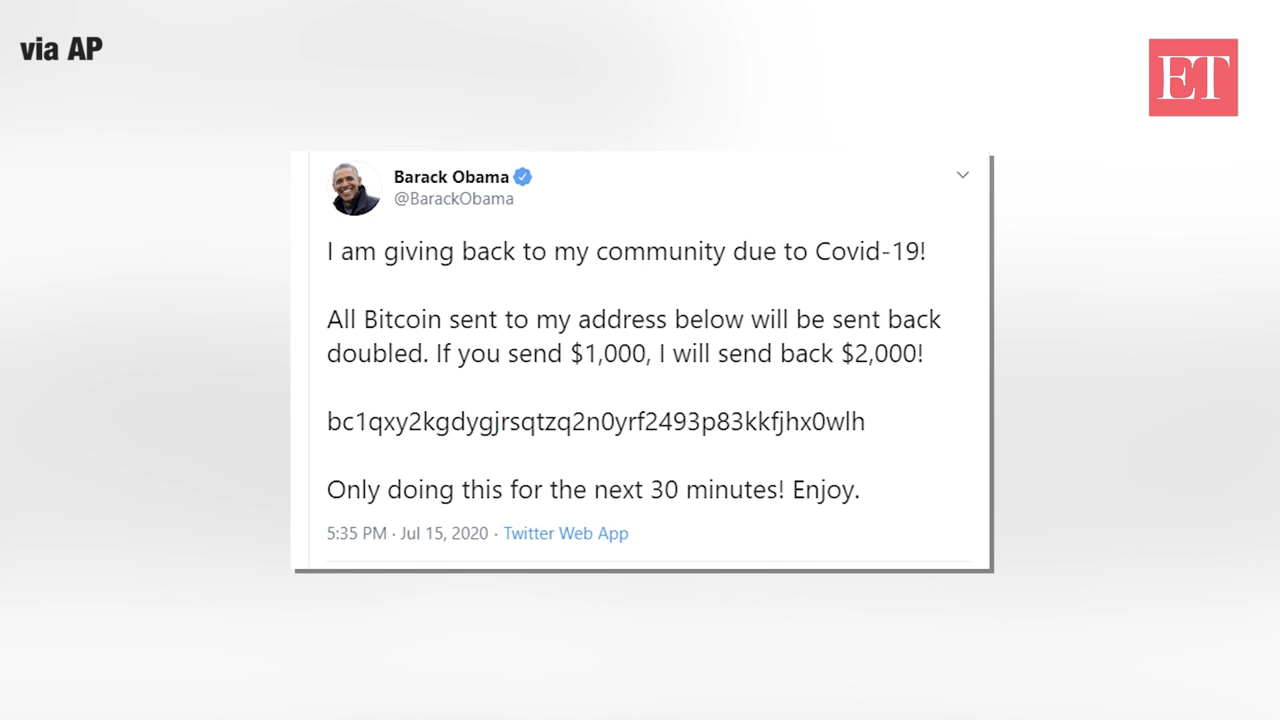 via AP
ET
Barack Obama
@BarackObama
I am giving back to my community due to Covid-19!
All Bitcoin sent to my address below will be sent back
doubled. If you send $1,000, I will send back $2,000!
bc1qxy2kgdygjrsqtzq2n0yrf2493p83kkfjhx0wlh
Only doing this for the next 30 minutes! Enjoy.
5:35 PM · Jul 15, 2020 · Twitter Web App